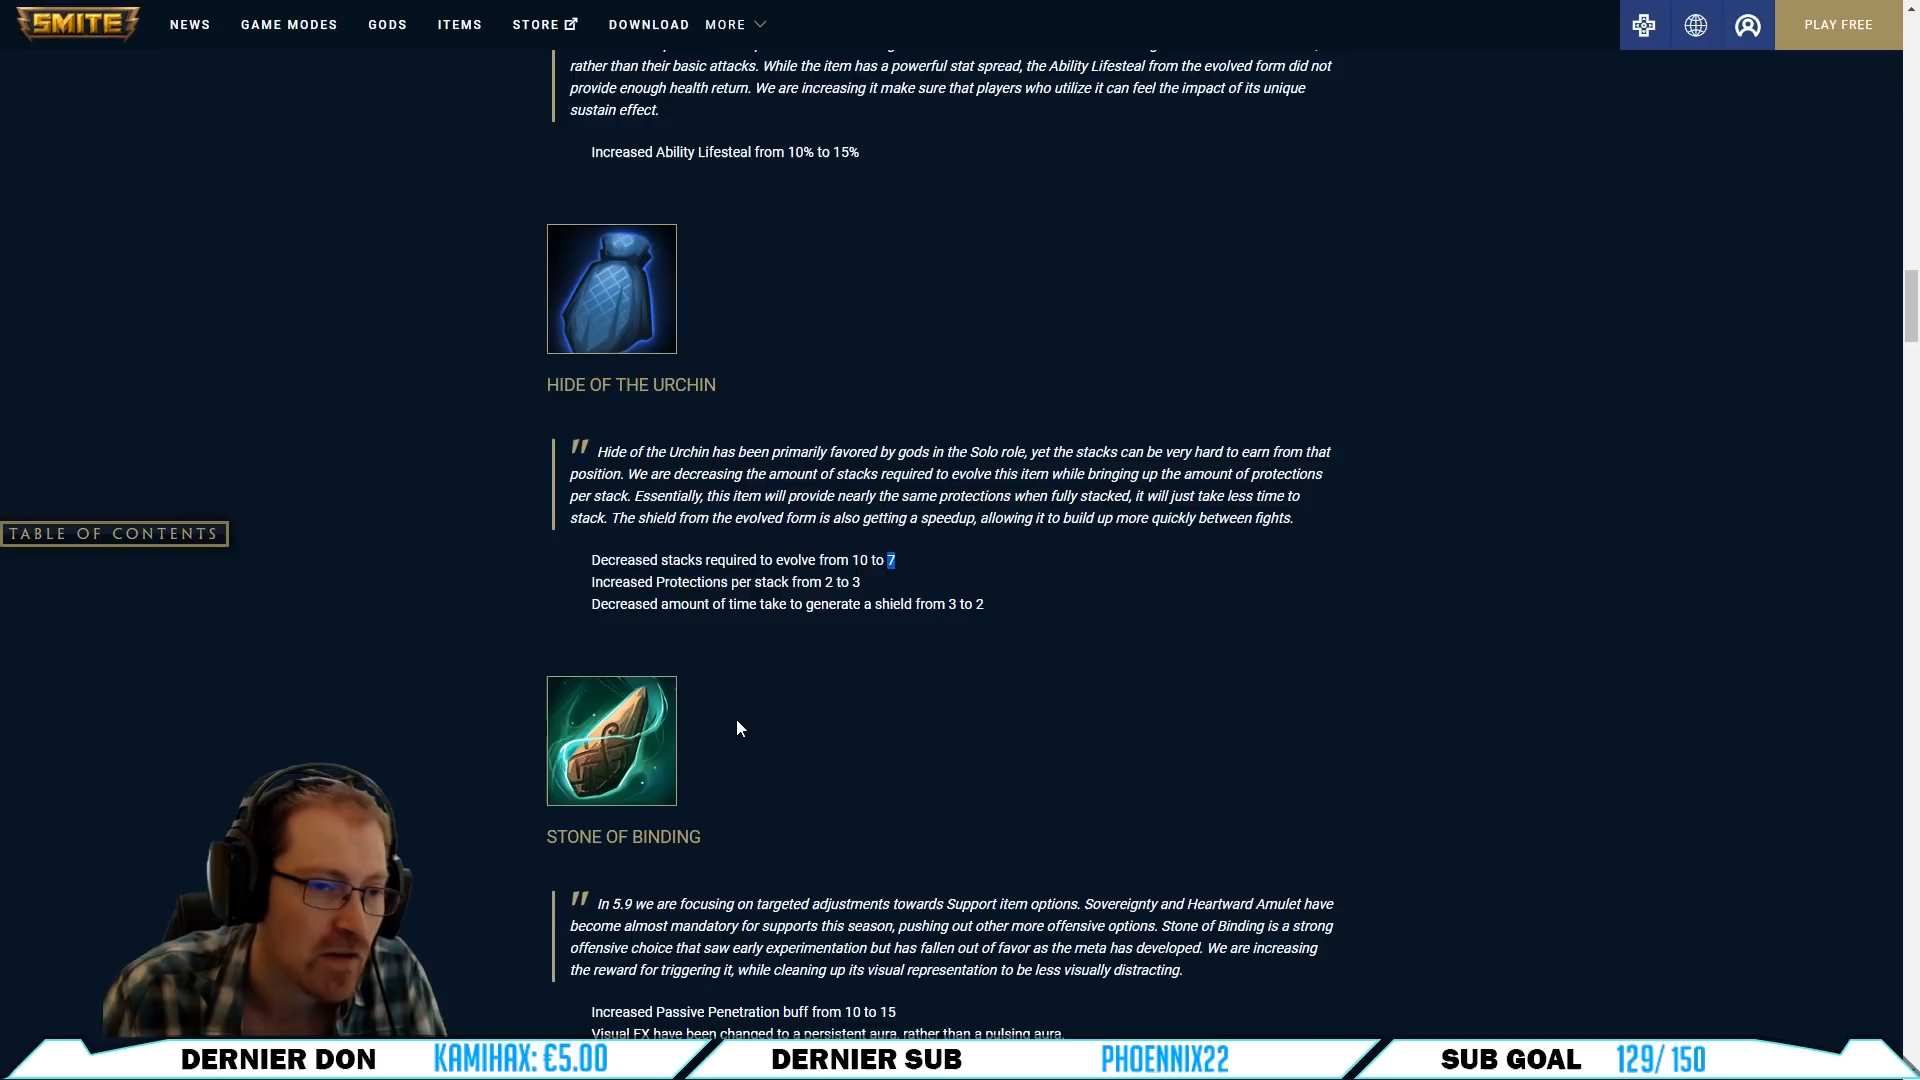 SMITE
NEWS GAME MODES GODS ITEMS STORE DOWNLOAD MORE PLAY FREE
rather than their basic attacks. While the item has a powerful stat spread, the Ability Lifesteal from the evolved form did not
provide enough health return. We are increasing it make sure that players who utilize it can feel the impact of its unique
sustain effect.
Increased Ability Lifesteal from 10% to 15%
HIDE OF THE URCHIN
" Hide of the Urchin has been primarily favored by gods in the Solo role, yet the stacks can be very hard to earn from that
position. We are decreasing the amount of stacks required to evolve this item while bringing up the amount of protections
per stack. Essentially, this item will provide nearly the same protections when fully stacked, it will just take less time to
stack. The shield from the evolved form is also getting a speedup, allowing it to build up more quickly between fights.
TABLE OF CONTENTS
Decreased stacks required to evolve from 10 to 7
Increased Protections per stack from 2 to 3
Decreased amount of time take to generate a shield from 3 to 2
STONE OF BINDING
" In 5.9 we are focusing on targeted adjustments towards Support item options. Sovereignty and Heartward Amulet have
become almost mandatory for supports this season, pushing out other more offensive options. Stone of Binding is a strong
offensive choice that saw early experimentation but has fallen out of favor as the meta has developed. We are increasing
the reward for triggering it, while cleaning up its visual representation to be less visually distracting.
Increased Passive Penetration buff from 10 to 15
Visual FX have been changed to a persistent aura, rather than a pulsing aura.
DERNIER DON KAMIHAX: €5.00 DERNIER SUB PHOENNIX22 SUB GOAL 129/ 150